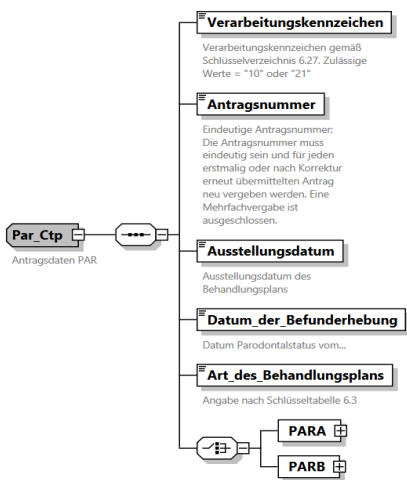 Verarbeitungskennzeichen
Verarbeitungskennzeichen gemäß
Schlüsselverzeichnis 6.27. Zulässige
Werte = "10" oder "21"
Antragsnummer
Eindeutige Antragsnummer;
Die Antragsnummer muss
eindeutig sein und für jeden
erstmalig oder nach Korrektur
erneut übermittelten Antrag
neu vergeben werden. Eine
Mehrfachvergabe ist
ausgeschlossen.
Par_Ctp
Antragsdaten PAR
Ausstellungsdatum
Ausstellungsdatum des
Behandlungsplans
Datum_der_Befunderhebung
Datum Parodontalstatus vom...
Art_des_Behandlungsplans
Angabe nach Schlüsseltabelle 6.3
PARA
PARB